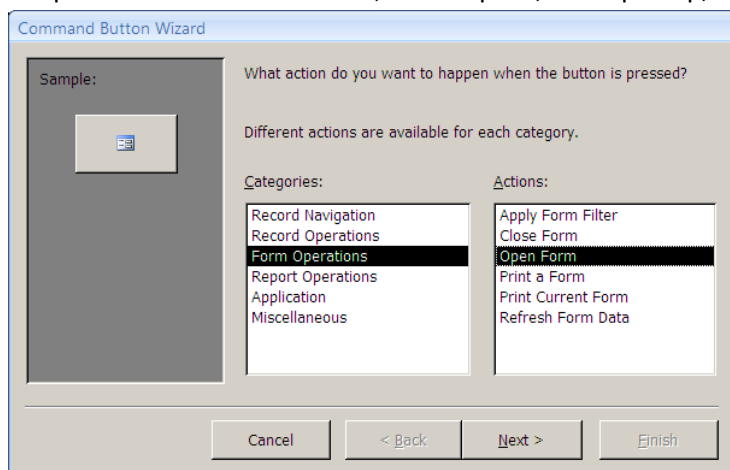 Command Button Wizard
Sample:
What action do you want to happen when the button is pressed?
Different actions are available for each category.
Categories:
Actions:
Record Navigation
Record Operations
Form Operations
Report Operations
Application
Miscellaneous
Apply Form Filter
Close Form
Open Form
Print a Form
Print Current Form
Refresh Form Data
Cancel
< Back
Next >
Finish